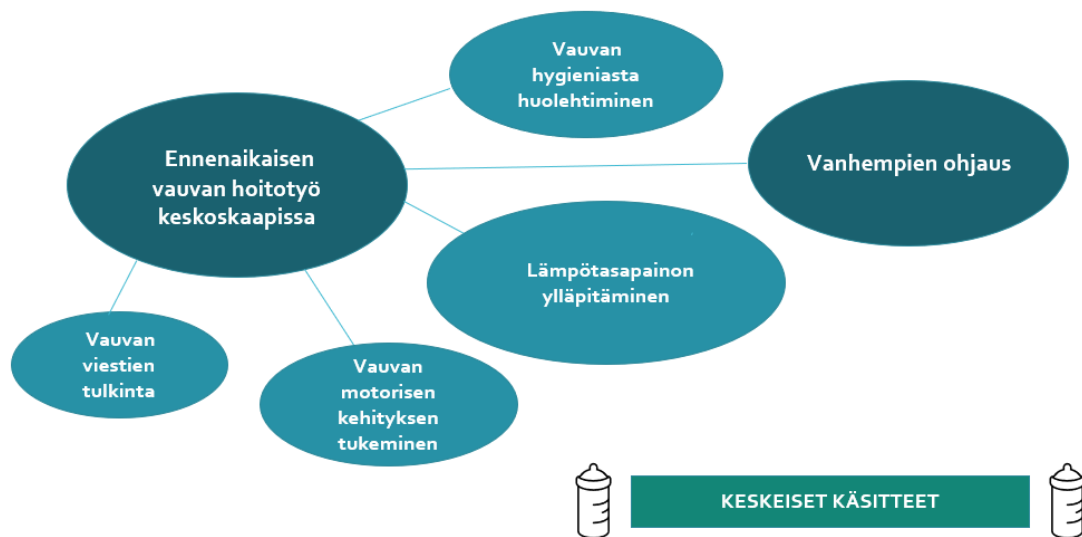 Vauvan
hygieniasta
huolehtiminen
Ennenaikaisen
vauvan hoitotyö
keskoskaapissa
Vanhempien ohjaus
Lämpötasapainon
ylläpitäminen
Vauvan
viestien
tulkinta
Vauvan
motorisen
kehityksen
tukeminen
KESKEISET KÄSITTEET